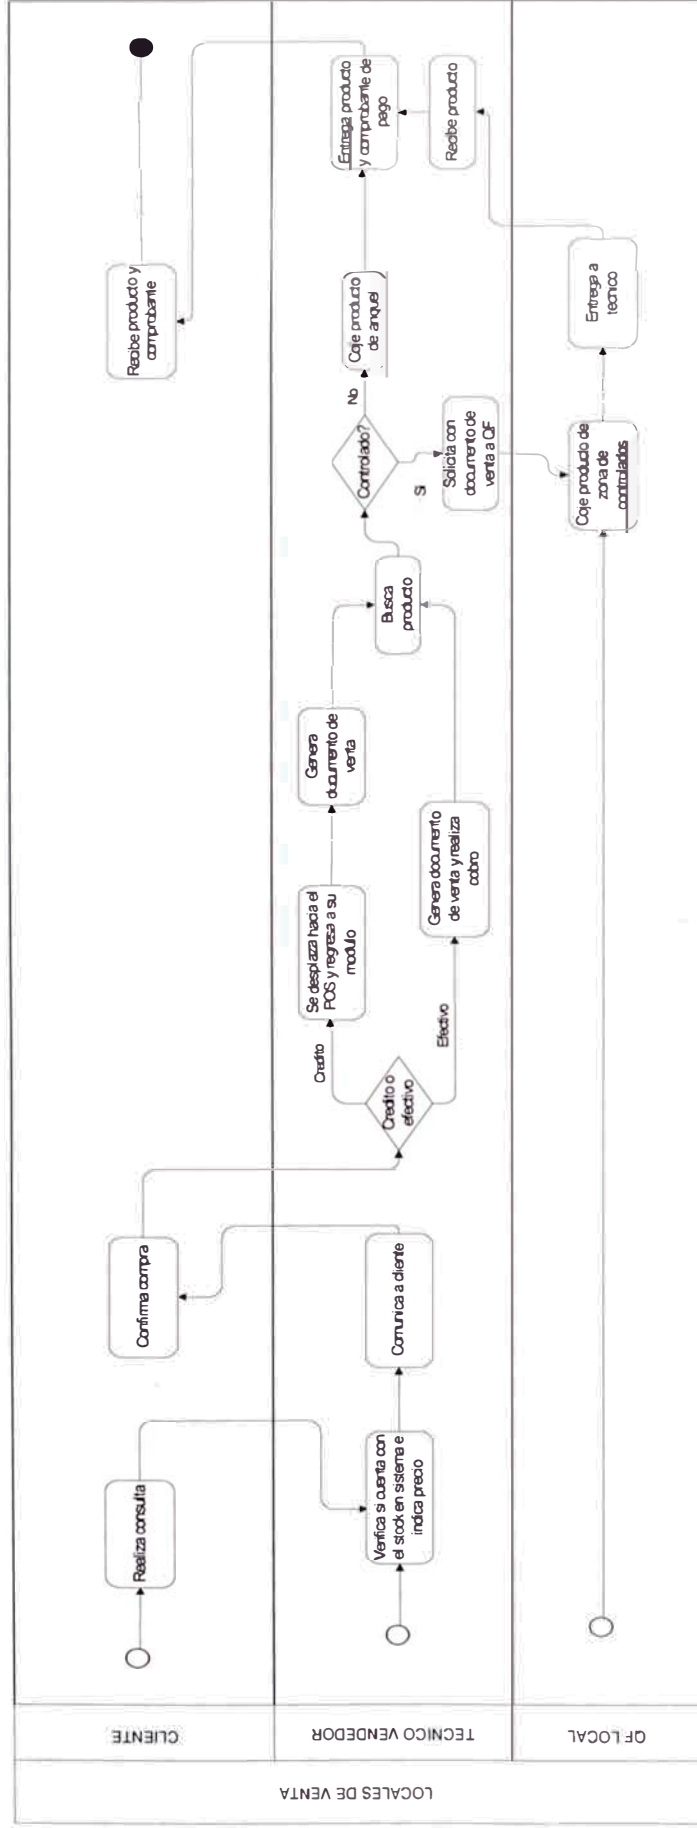 LOCALES DE VENTA
CLIENTE
TECNICO VENDEDOR
QF LOCAL
Realiza consulta
Confirma compra
Recibe producto y
comprobante
Verifica si cuenta con
el stock en sistema e
indica precio
Comunica a cliente
Credito o
efectivo
Credito
Efectivo
Se desplaza hacia el
POS y regresa a su
modulo
Genera
documento de
venta
Genera documento
de venta y realiza
cobro
Busca
producto
Controlado?
No
Si
Coje producto
de anquel
Solicita con
documento de
venta a QF
Entrega producto
y comprobante de
pago
Recibe producto
Coje producto de
zona de
controlados
Entrega a
tecnico